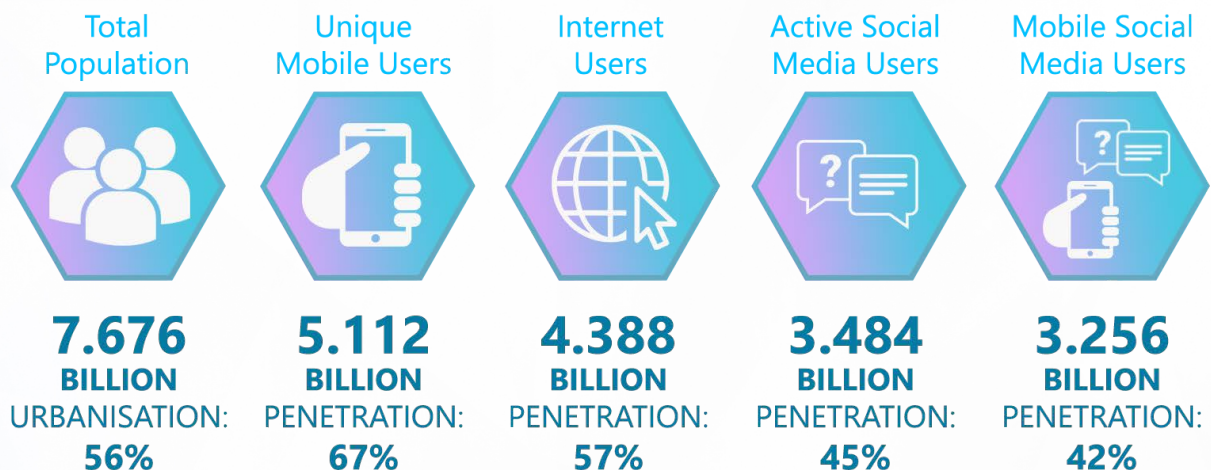 Total
Population
7.676
BILLION
URBANISATION:
56%
Unique
Mobile Users
5.112
BILLION
PENETRATION:
67%
Internet
Users
4.388
BILLION
PENETRATION:
57%
Active Social
Media Users
?
3.484
BILLION
PENETRATION:
45%
Mobile Social
Media Users
?
3.256
BILLION
PENETRATION:
42%